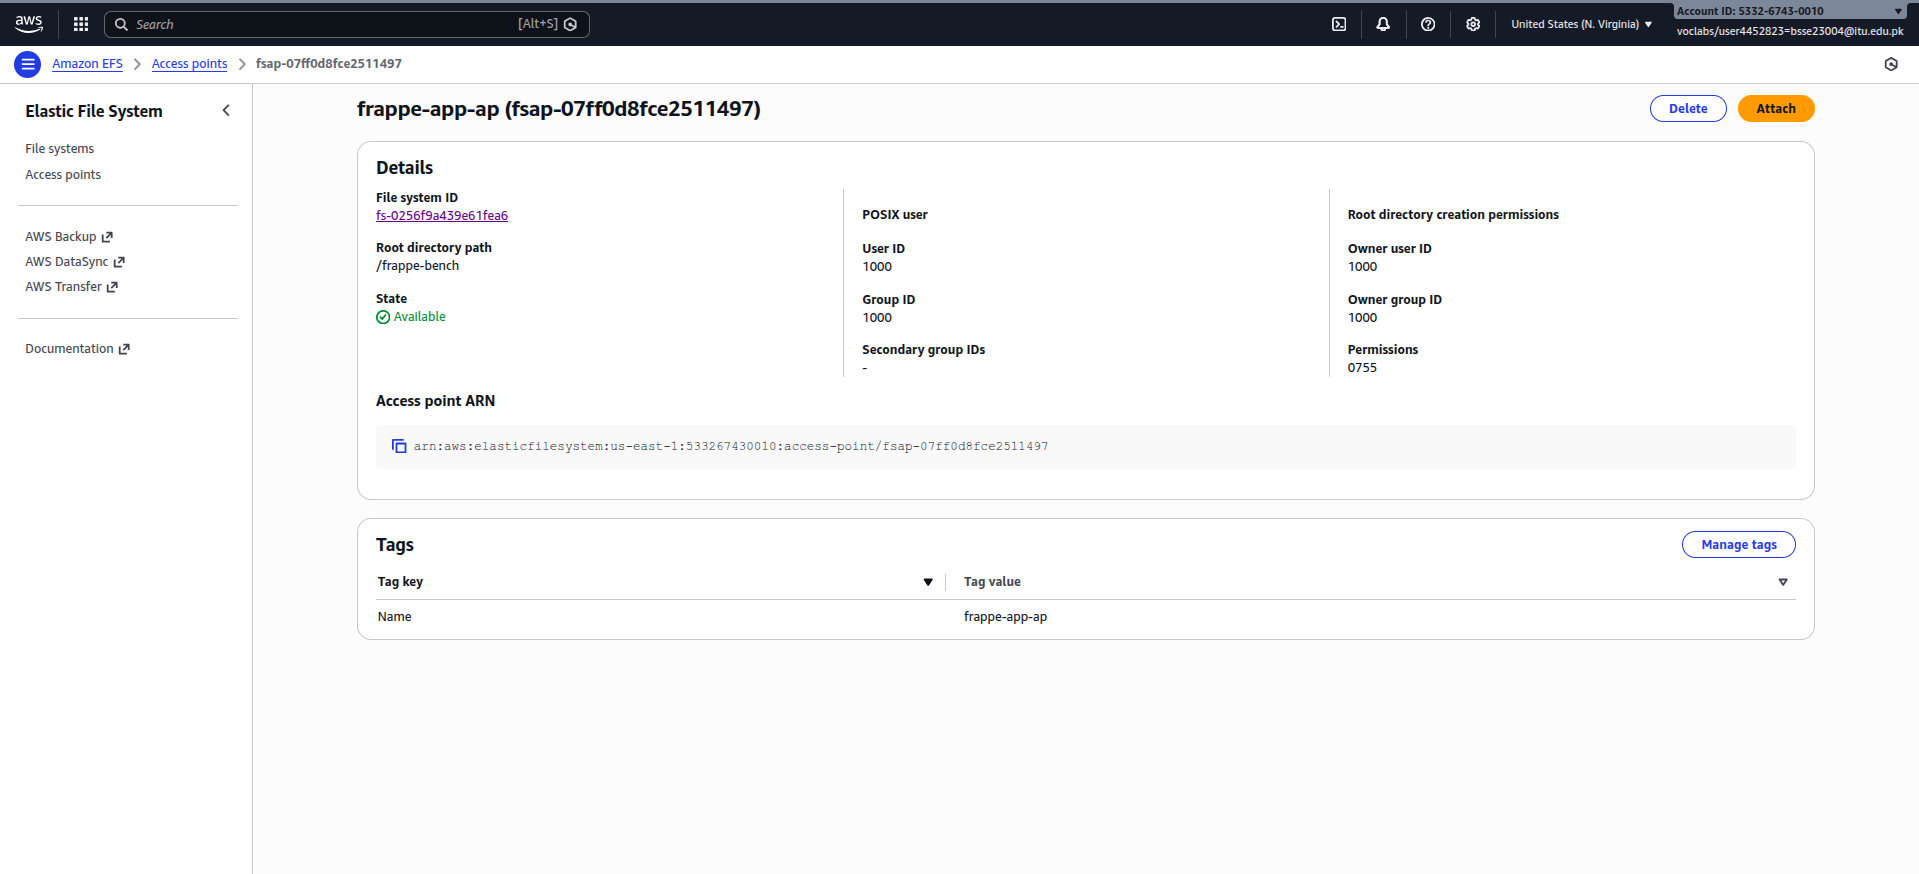 aws
Search
[Alt+S]
United States (N. Virginia)
Account ID: 5332-6743-0010
voclabs/user4452823=bsse23004@itu.edu.pk
Amazon EFS
Access points
fsap-07ff0d8fce2511497
Elastic File System
File systems
Access points
AWS Backup
AWS DataSync
AWS Transfer
Documentation
frappe-app-ap (fsap-07ff0d8fce2511497)
Delete
Attach
Details
File system ID
fs-0256f9a439e61fea6
Root directory path
/frappe-bench
State
Available
POSIX user
User ID
1000
Group ID
1000
Secondary group IDs
-
Root directory creation permissions
Owner user ID
1000
Owner group ID
1000
Permissions
0755
Access point ARN
arn:aws:elasticfilesystem:us-east-1:533267430010:access-point/fsap-07ff0d8fce2511497
Tags
Manage tags
Tag key
Tag value
Name
frappe-app-ap